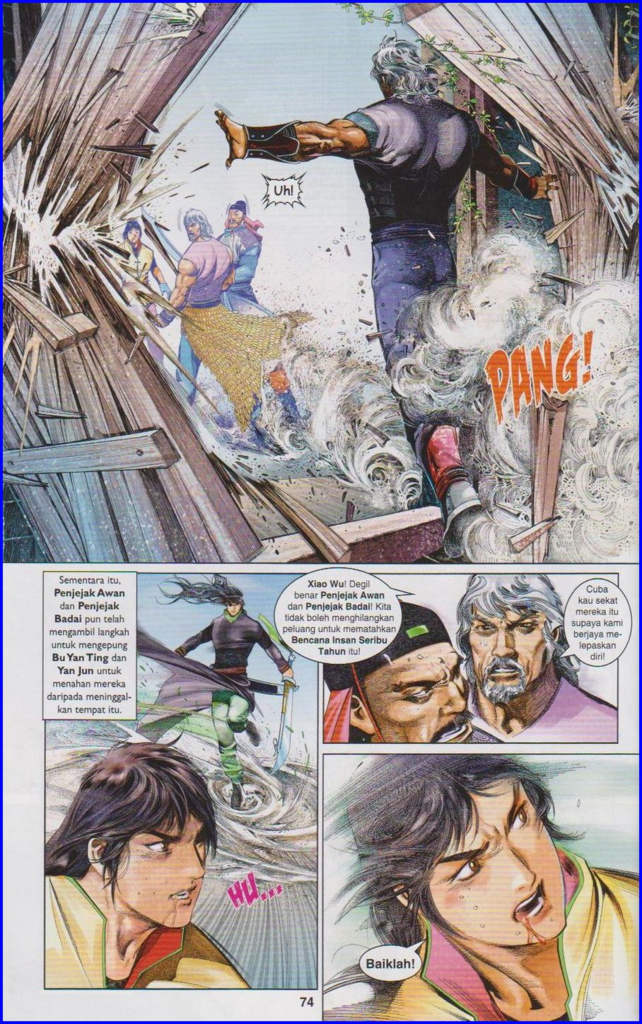 Uh!
PANG!
Sementara itu,
Penjejak Awan
dan Penjejak
Badai pun telah
mengambil langkah
untuk mengepung
Bu Yan Ting dan
Yan Jun untuk
menahan mereka
daripada meninggal-
kan tempat itu.
HU...
Xiao Wu! Degil
benar Penjejak Awan
dan Penjejak Badai! Kita
tidak boleh menghilangkan
peluang untuk mematahkan
Bencana Insan Seribu
Tahun itu!
Cuba
kau sekat
mereka itu
supaya kami
berjaya me-
lepaskan
diri!
Baiklah!
74